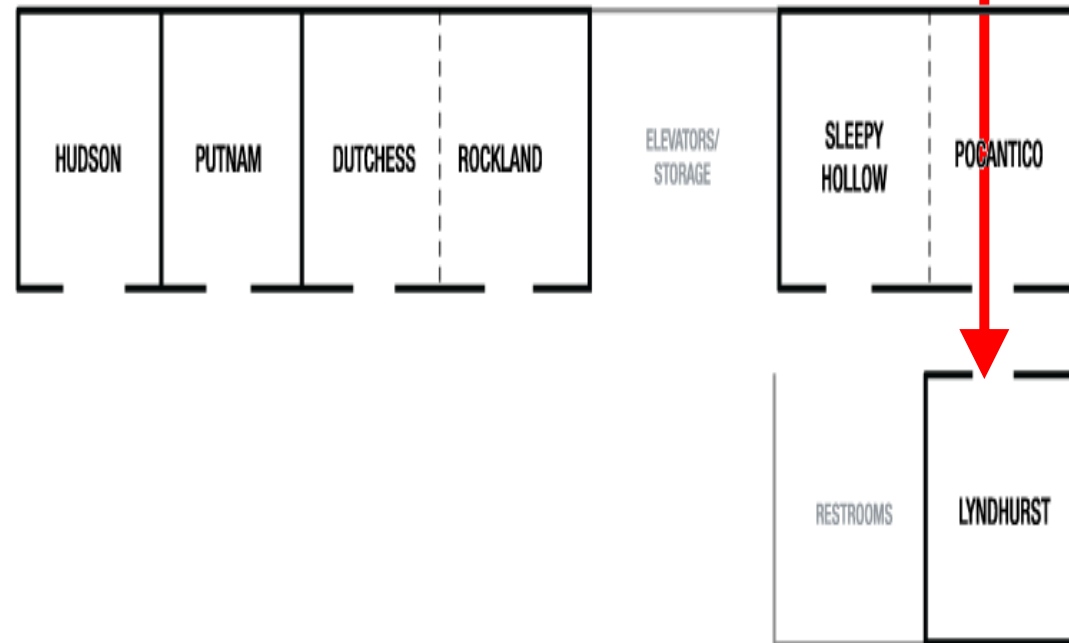 HUDSON
PUTNAM
DUTCHESS
ROCKLAND
ELEVATORS/
STORAGE
SLEEPY
HOLLOW
POCANTICO
RESTROOMS
LYNDHURST